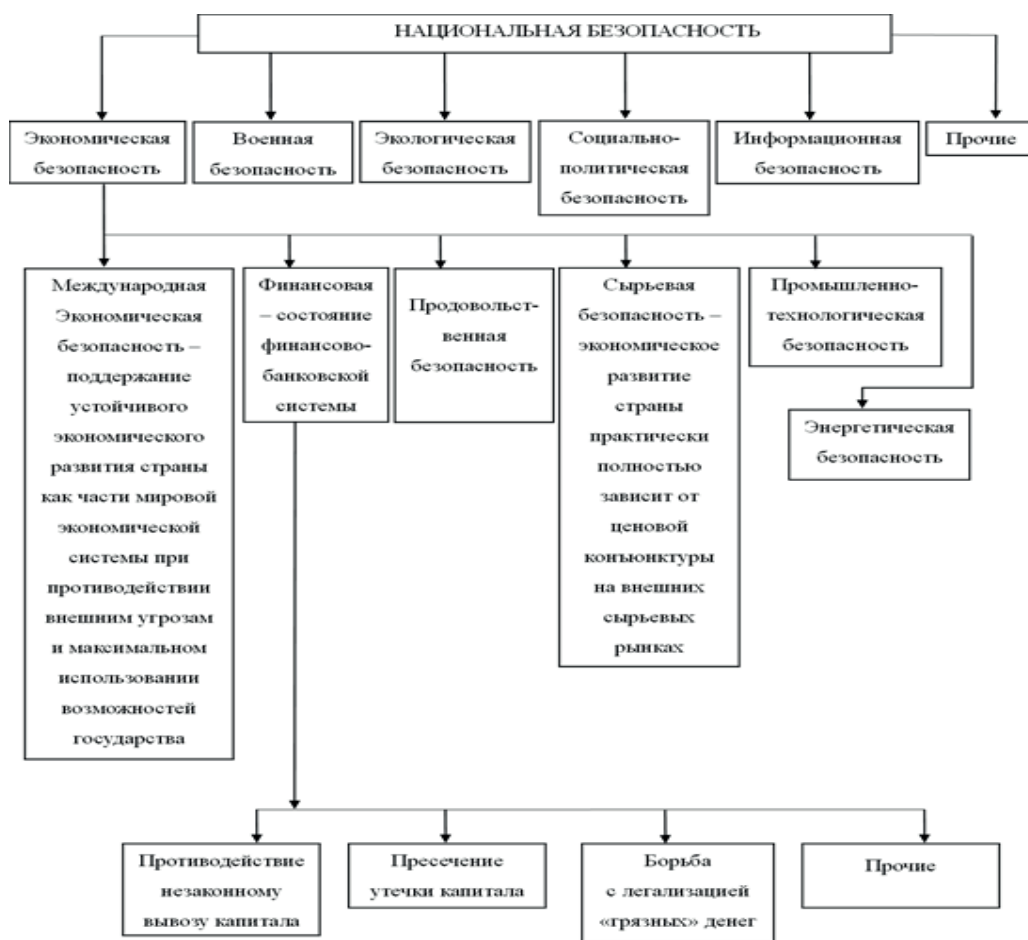 НАЦИОНАЛЬНАЯ БЕЗОПАСНОСТЬ
Экономическая
безопасность
Военная
безопасность
Экологическая
безопасность
Социально-
политическая
безопасность
Информационная
безопасность
Прочие
Международная
Экономическая
безопасность –
поддержание
устойчивого
экономического
развития страны
как части мировой
экономической
системы при
противодействии
внешним угрозам
и максимальном
использовании
возможностей
государства
Финансовая
– состояние
финансово-
банковской
системы
Продовольст-
венная
безопасность
Сырьевая
безопасность –
экономическое
развитие
страны
практически
полностью
зависит от
ценовой
конъюнктуры
на внешних
сырьевых
рынках
Промышленно-
технологическая
безопасность
Энергетическая
безопасность
Противодействие
незаконному
вывозу капитала
Пресечение
утечки капитала
Борьба
с легализацией
«грязных» денег
Прочие